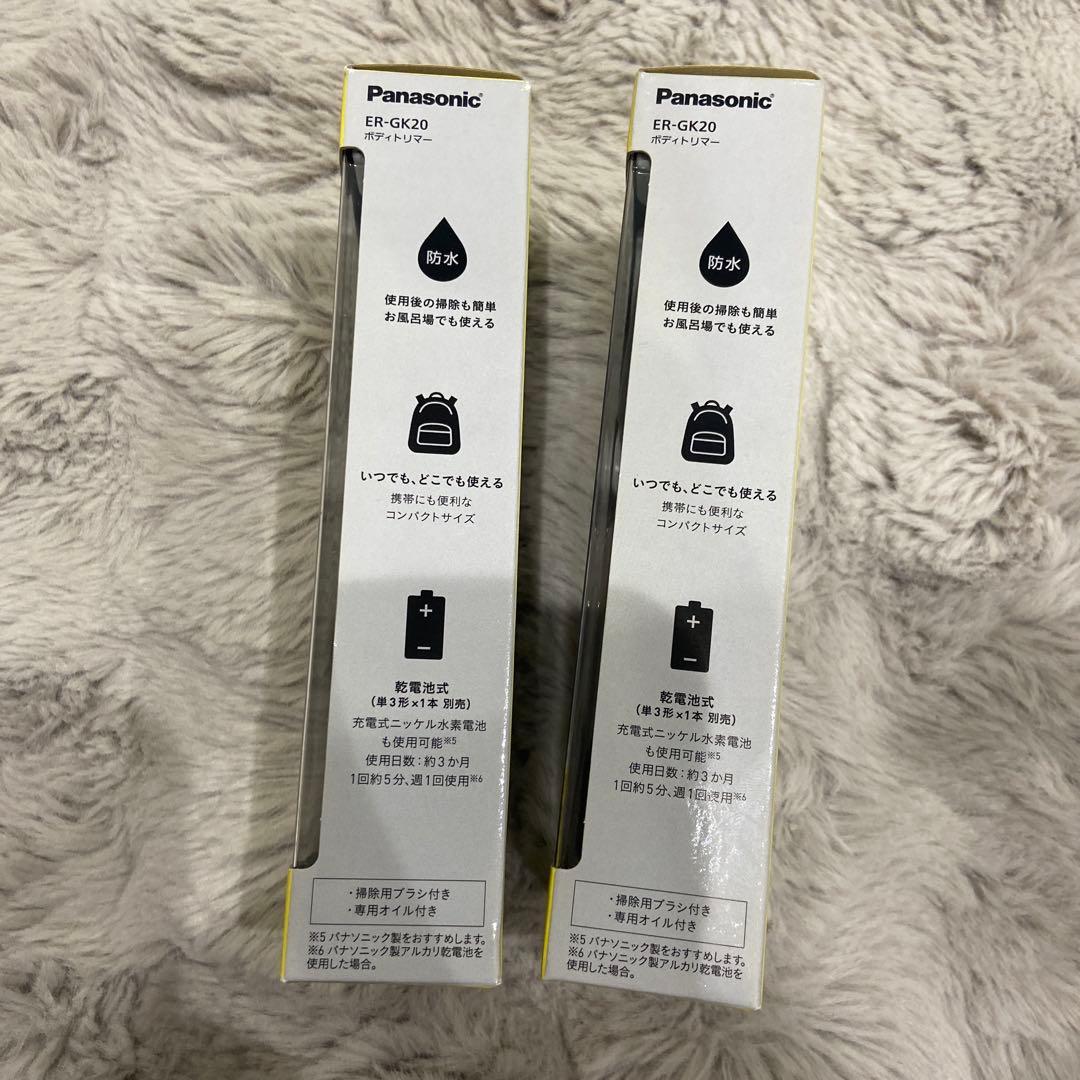 Panasonic
ER-GK20
ボディトリマー
防水
使用後の掃除も簡単
お風呂場でも使える
いつでも、どこでも使える
携帯にも便利な
コンパクトサイズ
乾電池式
(単3形×1本 別売)
充電式ニッケル水素電池
も使用可能※5
使用日数：約3か月
1回約5分、週1回使用※6
・掃除用ブラシ付き
・専用オイル付き
※5 パナソニック製をおすすめします。
※6 パナソニック製アルカリ乾電池を
使用した場合。
Panasonic
ER-GK20
ボディトリマー
防水
使用後の掃除も簡単
お風呂場でも使える
いつでも、どこでも使える
携帯にも便利な
コンパクトサイズ
乾電池式
(単3形×1本 別売)
充電式ニッケル水素電池
も使用可能※5
使用日数：約3か月
1回約5分、週1回使用※6
・掃除用ブラシ付き
・専用オイル付き
※5 パナソニック製をおすすめします。
※6 パナソニック製アルカリ乾電池を
使用した場合。